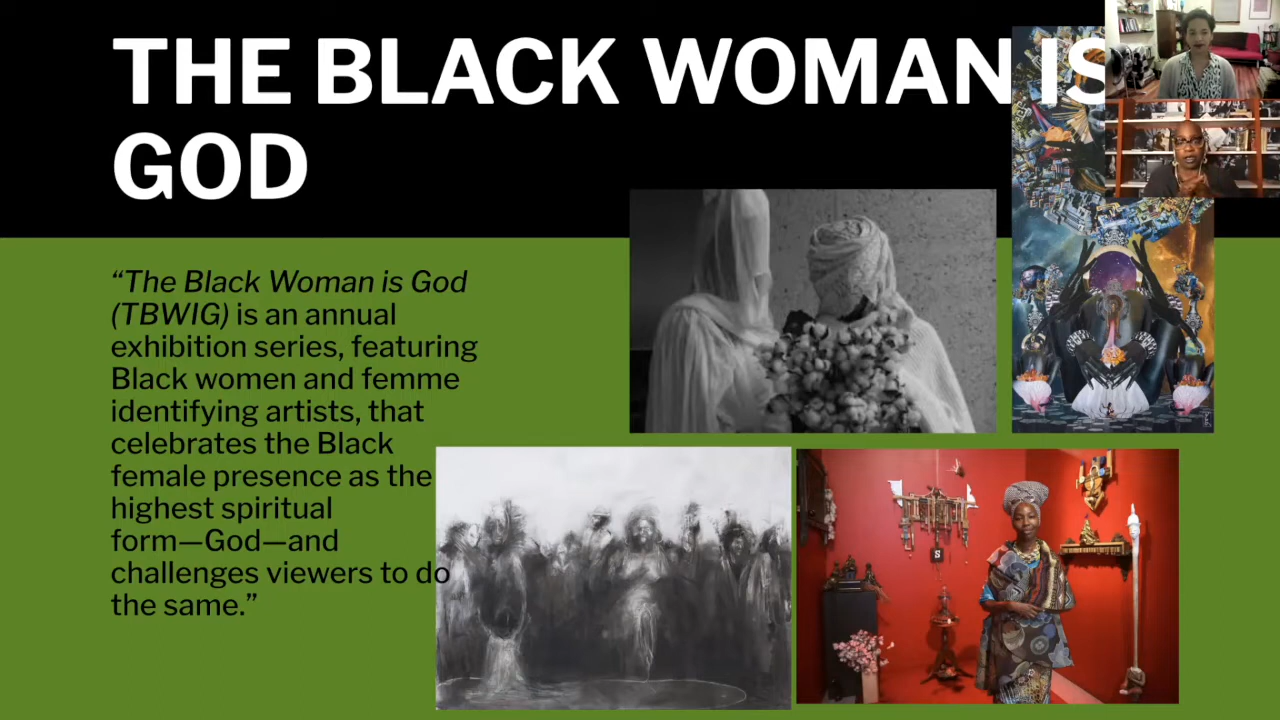 THE BLACK WOMAN IS
GOD
“The Black Woman is God
(TBWIG) is an annual
exhibition series, featuring
Black women and femme
identifying artists, that
celebrates the Black
female presence as the
highest spiritual
form—God—and
challenges viewers to do
the same.”
S